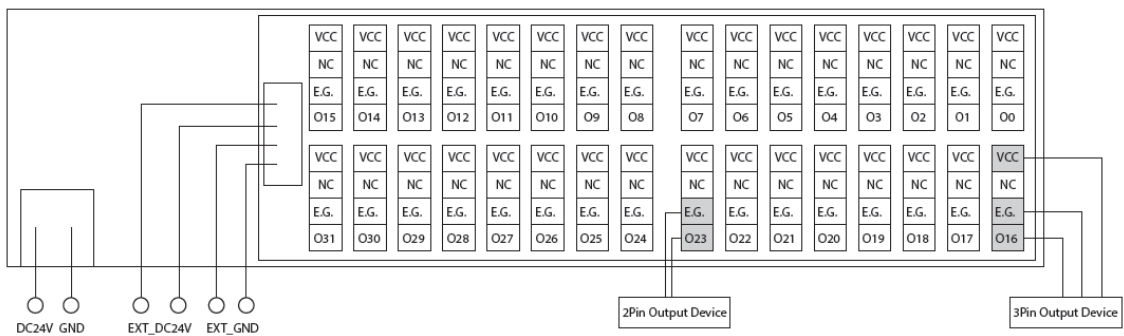 VCC VCC VCC VCC VCC VCC VCC VCC VCC VCC VCC VCC VCC VCC VCC VCC
NC NC NC NC NC NC NC NC NC NC NC NC NC NC NC NC
E.G. E.G. E.G. E.G. E.G. E.G. E.G. E.G. E.G. E.G. E.G. E.G. E.G. E.G. E.G. E.G.
O15 O14 O13 O12 O11 O10 O9 O8 O7 O6 O5 O4 O3 O2 O1 O0
VCC VCC VCC VCC VCC VCC VCC VCC VCC VCC VCC VCC VCC VCC VCC VCC
NC NC NC NC NC NC NC NC NC NC NC NC NC NC NC NC
E.G. E.G. E.G. E.G. E.G. E.G. E.G. E.G. E.G. E.G. E.G. E.G. E.G. E.G. E.G. E.G.
O31 O30 O29 O28 O27 O26 O25 O24 O23 O22 O21 O20 O19 O18 O17 O16
DC24V GND EXT_DC24V EXT_GND 2Pin Output Device 3Pin Output Device